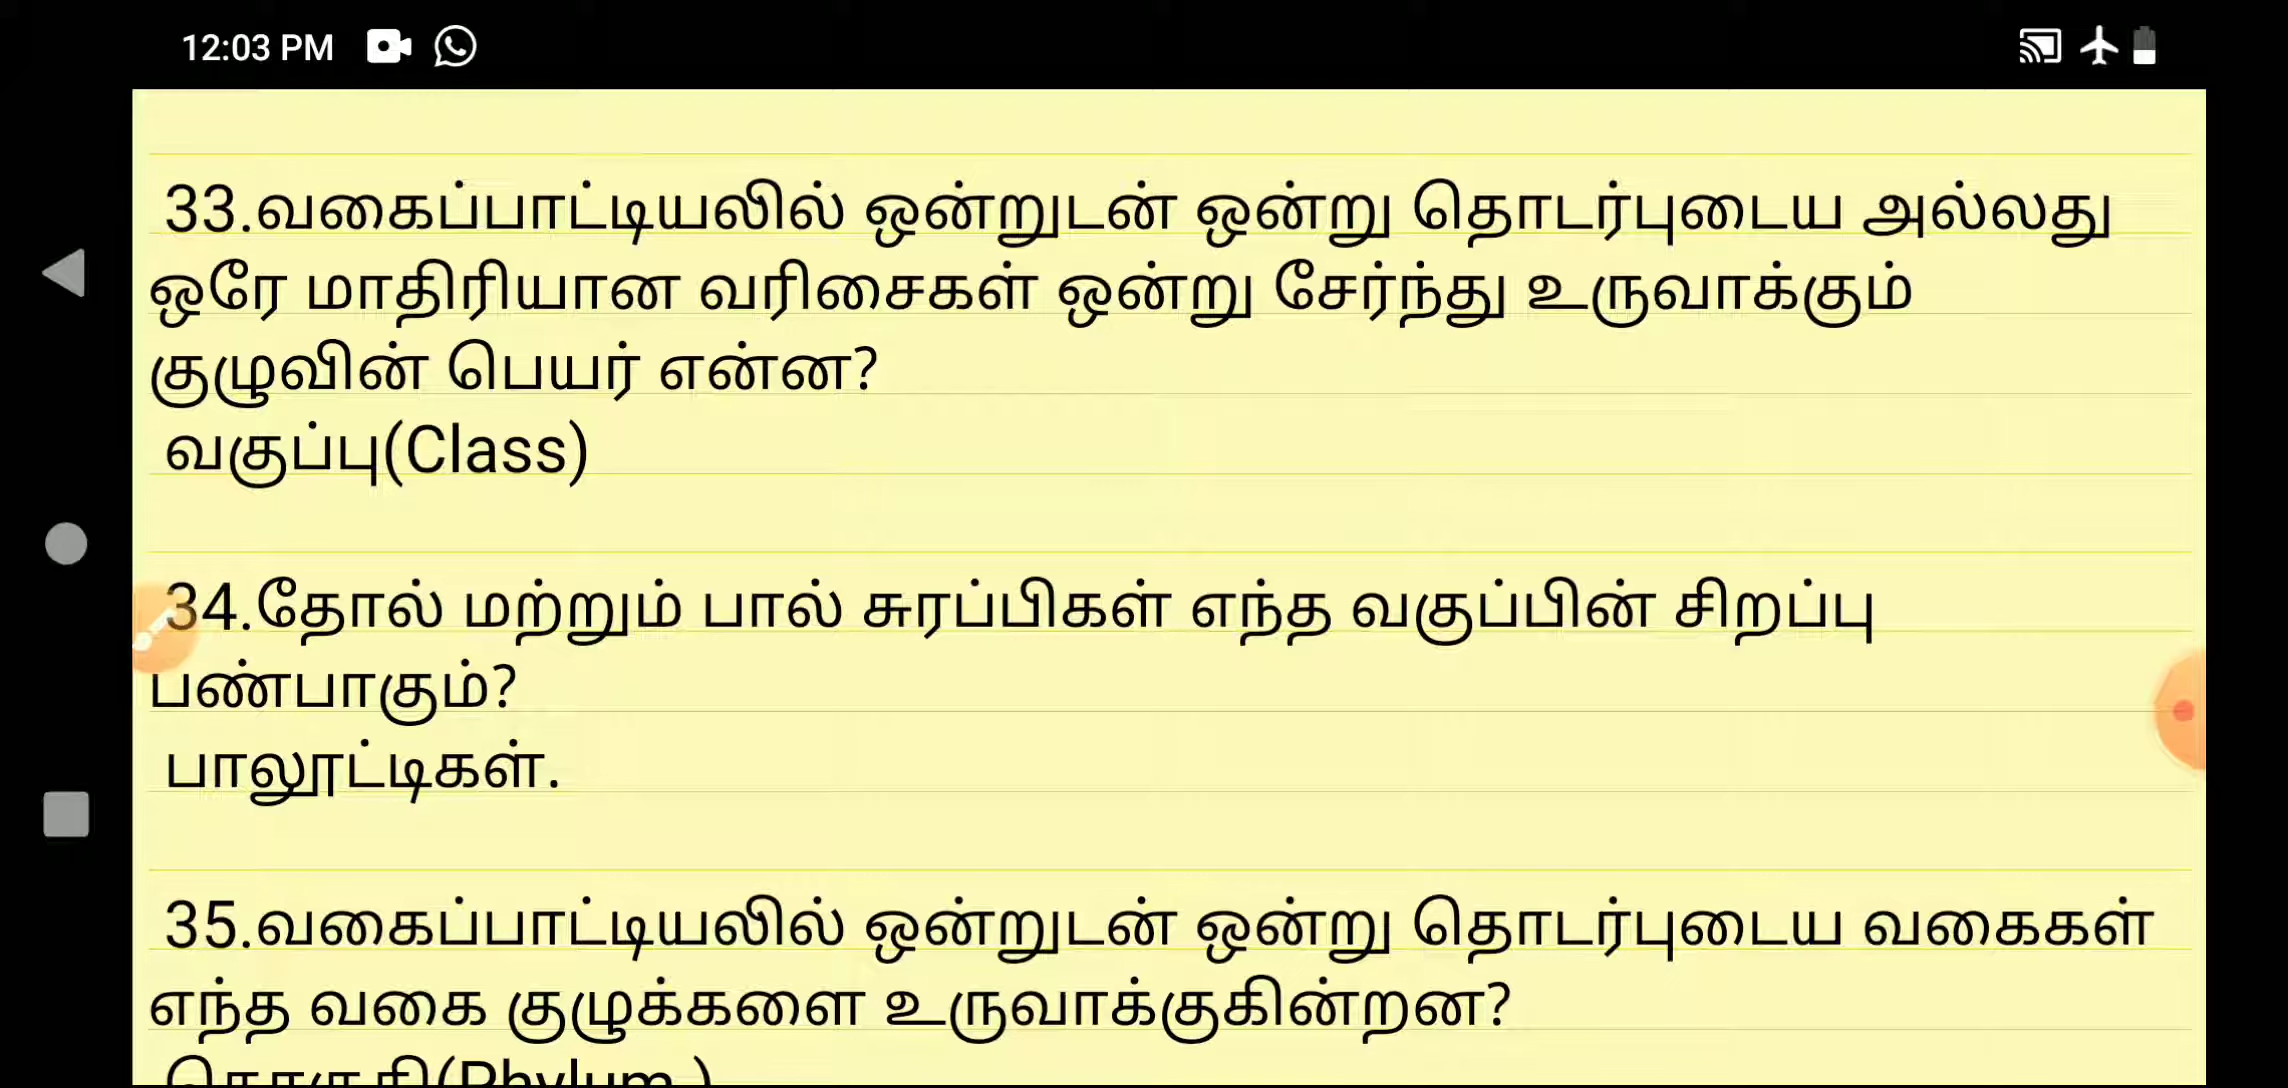 12:03 PM
33.வகைப்பாட்டியலில் ஒன்றுடன் ஒன்று தொடர்புடைய அல்லது
ஒரே மாதிரியான வரிசைகள் ஒன்று சேர்ந்து உருவாக்கும்
குழுவின் பெயர் என்ன?
வகுப்பு(Class)
34.தோல் மற்றும் பால் சுரப்பிகள் எந்த வகுப்பின் சிறப்பு
பண்பாகும்?
பாலூட்டிகள்.
35.வகைப்பாட்டியலில் ஒன்றுடன் ஒன்று தொடர்புடைய வகைகள்
எந்த வகை குழுக்களை உருவாக்குகின்றன?
தொகுதி(Phylum )